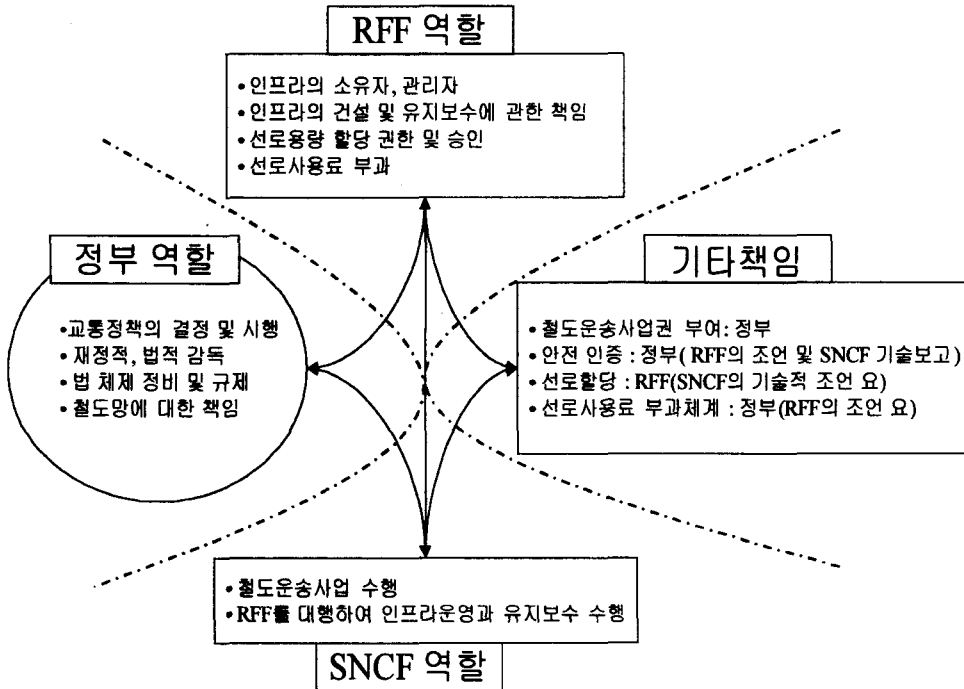 RFF 역할
• 인프라의 소유자, 관리자
• 인프라의 건설 및 유지보수에 관한 책임
• 선로용량 할당 권한 및 승인
• 선로사용료 부과
정부 역할
• 교통정책의 결정 및 시행
• 재정적, 법적 감독
• 법 체제 정비 및 규제
• 철도망에 대한 책임
기타책임
• 철도운송사업권 부여: 정부
• 안전 인증 : 정부( RFF의 조언 및 SNCF 기술보고)
• 선로할당 : RFF(SNCF의 기술적 조언 요)
• 선로사용료 부과체계 : 정부(RFF의 조언 요)
• 철도운송사업 수행
• RFF를 대행하여 인프라운영과 유지보수 수행
SNCF 역할